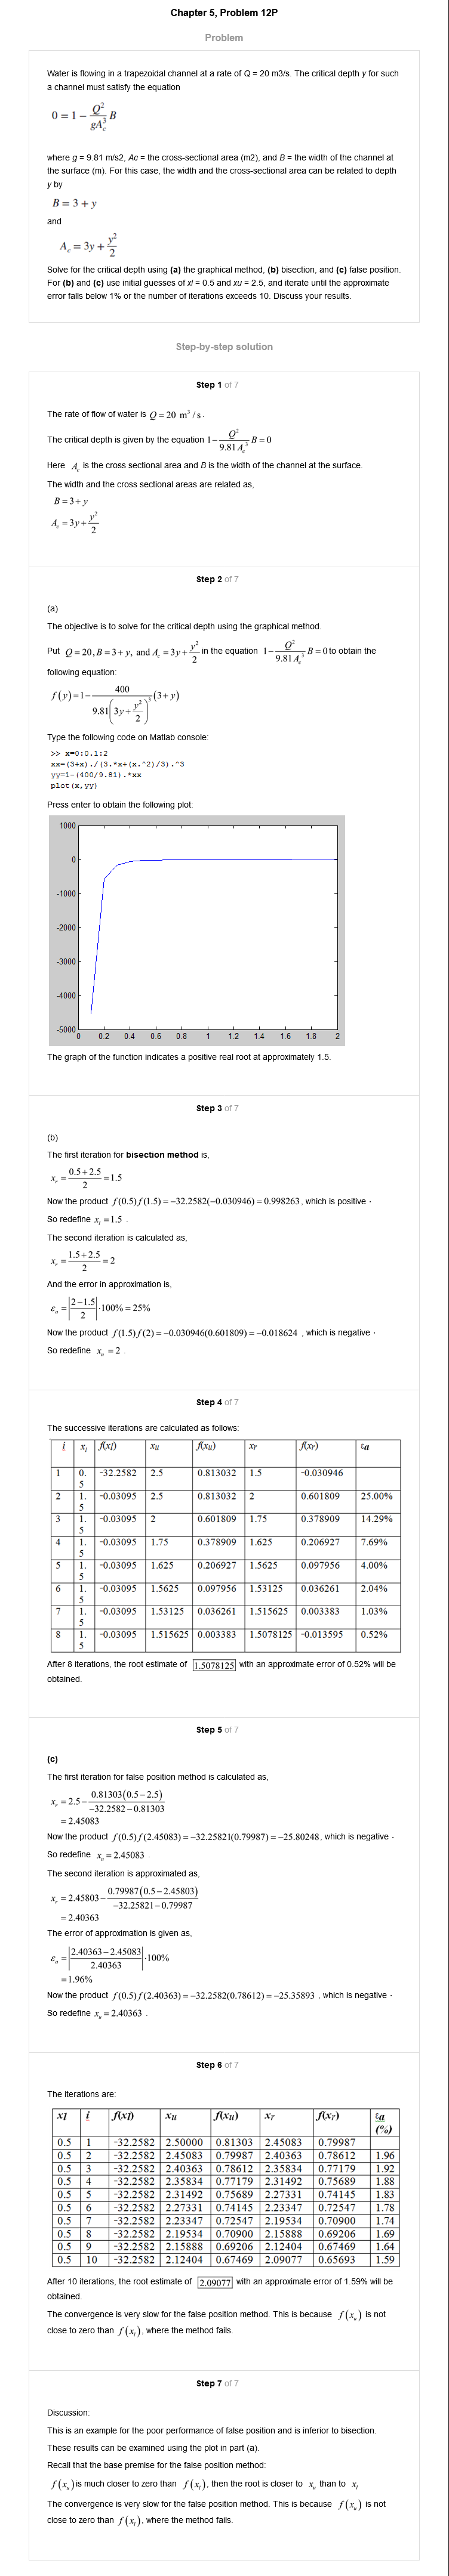 Chapter 5, Problem 12P
Problem
Water is flowing in a trapezoidal channel at a rate of Q = 20 m3/s. The critical depth y for such
a channel must satisfy the equation
0 = 1 − Q²/(gA_c³) B
where g = 9.81 m/s2, Ac = the cross-sectional area (m2), and B = the width of the channel at
the surface (m). For this case, the width and the cross-sectional area can be related to depth
y by
B = 3 + y
and
A_c = 3y + y²/2
Solve for the critical depth using (a) the graphical method, (b) bisection, and (c) false position.
For (b) and (c) use initial guesses of xl = 0.5 and xu = 2.5, and iterate until the approximate
error falls below 1% or the number of iterations exceeds 10. Discuss your results.
Step-by-step solution
Step 1 of 7
The rate of flow of water is Q = 20 m³ / s .
The critical depth is given by the equation 1 − Q²/(9.81A_c³) B = 0
Here A_c is the cross sectional area and B is the width of the channel at the surface.
The width and the cross sectional areas are related as,
B = 3 + y
A_c = 3y + y²/2
Step 2 of 7
(a)
The objective is to solve for the critical depth using the graphical method.
Put Q = 20, B = 3 + y, and A_c = 3y + y²/2 in the equation 1 − Q²/(9.81A_c³) B = 0 to obtain the
following equation:
f(y) = 1 − 400/(9.81(3y + y²/2)³) (3 + y)
Type the following code on Matlab console:
>> x=0:0.1:2
xx=(3+x)./(3.*x+(x.^2)/3).^3
yy=1-(400/9.81).*xx
plot(x,yy)
Press enter to obtain the following plot:
1000
0
-1000
-2000
-3000
-4000
-5000
0 0.2 0.4 0.6 0.8 1 1.2 1.4 1.6 1.8 2
The graph of the function indicates a positive real root at approximately 1.5.
Step 3 of 7
(b)
The first iteration for bisection method is,
x_r = (0.5 + 2.5)/2 = 1.5
Now the product f(0.5)f(1.5) = −32.2582(−0.030946) = 0.998263, which is positive .
So redefine x_l = 1.5 .
The second iteration is calculated as,
x_r = (1.5 + 2.5)/2 = 2
And the error in approximation is,
ε_a = |(2 − 1.5)/2| ·100% = 25%
Now the product f(1.5)f(2) = −0.030946(0.601809) = −0.018624 , which is negative .
So redefine x_u = 2 .
Step 4 of 7
The successive iterations are calculated as follows:
i xl f(xl) xu f(xu) xr f(xr) εa
1 0.5 -32.2582 2.5 0.813032 1.5 -0.030946
2 1.5 -0.03095 2.5 0.813032 2 0.601809 25.00%
3 1.5 -0.03095 2 0.601809 1.75 0.378909 14.29%
4 1.5 -0.03095 1.75 0.378909 1.625 0.206927 7.69%
5 1.5 -0.03095 1.625 0.206927 1.5625 0.097956 4.00%
6 1.5 -0.03095 1.5625 0.097956 1.53125 0.036261 2.04%
7 1.5 -0.03095 1.53125 0.036261 1.515625 0.003383 1.03%
8 1.5 -0.03095 1.515625 0.003383 1.5078125 -0.013595 0.52%
After 8 iterations, the root estimate of 1.5078125 with an approximate error of 0.52% will be
obtained.
Step 5 of 7
(c)
The first iteration for false position method is calculated as,
x_r = 2.5 − 0.81303(0.5 − 2.5)/(−32.2582 − 0.81303)
= 2.45083
Now the product f(0.5)f(2.45083) = −32.25821(0.79987) = −25.80248, which is negative .
So redefine x_u = 2.45083 .
The second iteration is approximated as,
x_r = 2.45803 − 0.79987(0.5 − 2.45803)/(−32.25821 − 0.79987)
= 2.40363
The error of approximation is given as,
ε_a = |(2.40363 − 2.45083)/2.40363| ·100%
= 1.96%
Now the product f(0.5)f(2.40363) = −32.2582(0.78612) = −25.35893 , which is negative .
So redefine x_u = 2.40363 .
Step 6 of 7
The iterations are:
xl i f(xl) xu f(xu) xr f(xr) εa (%)
0.5 1 -32.2582 2.50000 0.81303 2.45083 0.79987
0.5 2 -32.2582 2.45083 0.79987 2.40363 0.78612 1.96
0.5 3 -32.2582 2.40363 0.78612 2.35834 0.77179 1.92
0.5 4 -32.2582 2.35834 0.77179 2.31492 0.75689 1.88
0.5 5 -32.2582 2.31492 0.75689 2.27331 0.74145 1.83
0.5 6 -32.2582 2.27331 0.74145 2.23347 0.72547 1.78
0.5 7 -32.2582 2.23347 0.72547 2.19534 0.70900 1.74
0.5 8 -32.2582 2.19534 0.70900 2.15888 0.69206 1.69
0.5 9 -32.2582 2.15888 0.69206 2.12404 0.67469 1.64
0.5 10 -32.2582 2.12404 0.67469 2.09077 0.65693 1.59
After 10 iterations, the root estimate of 2.09077 with an approximate error of 1.59% will be
obtained.
The convergence is very slow for the false position method. This is because f(x_u) is not
close to zero than f(x_l), where the method fails.
Step 7 of 7
Discussion:
This is an example for the poor performance of false position and is inferior to bisection.
These results can be examined using the plot in part (a).
Recall that the base premise for the false position method:
f(x_u) is much closer to zero than f(x_l), then the root is closer to x_u than to x_l
The convergence is very slow for the false position method. This is because f(x_u) is not
close to zero than f(x_l), where the method fails.